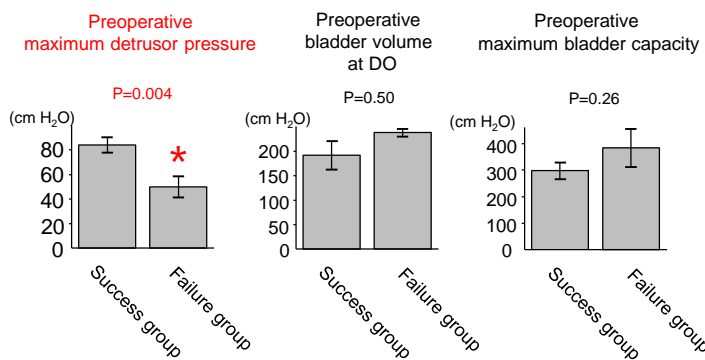 Preoperative
maximum detrusor pressure
P=0.004
(cm H₂O)
80
60
40
20
0
*
Success group
Failure group
Preoperative
bladder volume
at DO
P=0.50
(cm H₂O)
200
150
100
50
0
Success group
Failure group
Preoperative
maximum bladder capacity
P=0.26
(cm H₂O)
400
300
200
100
0
Success group
Failure group